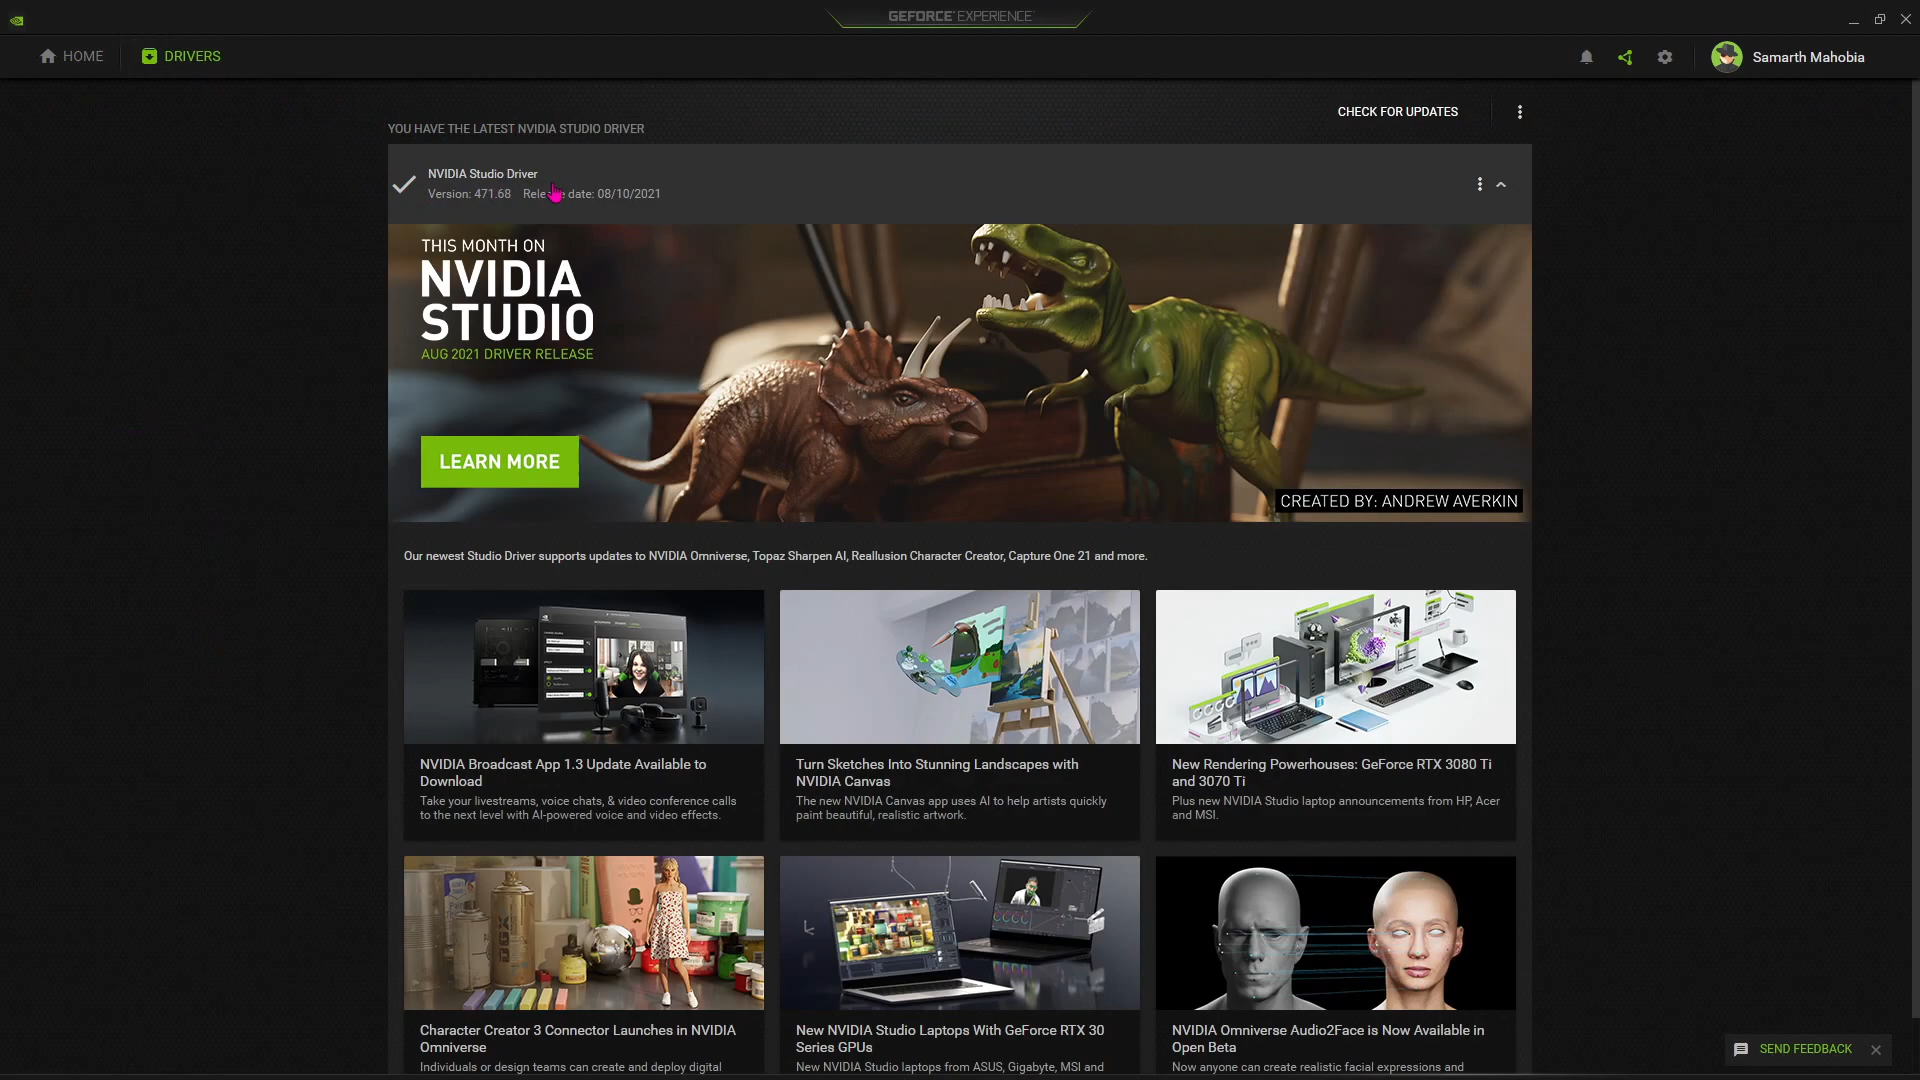 GEFORCE EXPERIENCE
HOME
DRIVERS
Samarth Mahobia
CHECK FOR UPDATES
YOU HAVE THE LATEST NVIDIA STUDIO DRIVER
NVIDIA Studio Driver
Version: 471.68 date: 08/10/2021
THIS MONTH ON
NVIDIA
STUDIO
AUG 2021 DRIVER RELEASE
LEARN MORE
CREATED BY: ANDREW AVERKIN
Our newest Studio Driver supports updates to NVIDIA Omniverse, Topaz Sharpen AI, Reallusion Character Creator, Capture One 21 and more.
NVIDIA Broadcast App 1.3 Update Available to
Download
Take your livestreams, voice chats, & video conference calls
to the next level with AI-powered voice and video effects.
Turn Sketches Into Stunning Landscapes with
NVIDIA Canvas
The new NVIDIA Canvas app uses AI to help artists quickly
paint beautiful, realistic artwork.
New Rendering Powerhouses: GeForce RTX 3080 Ti
and 3070 Ti
Plus new NVIDIA Studio laptop announcements from HP, Acer
and MSI.
Character Creator 3 Connector Launches in NVIDIA
Omniverse
Individuals or design teams can create and deploy digital
New NVIDIA Studio Laptops With GeForce RTX 30
Series GPUs
New NVIDIA Studio laptops from ASUS, Gigabyte, MSI and
NVIDIA Omniverse Audio2Face is Now Available in
Open Beta
Now anyone can create realistic facial expressions and
SEND FEEDBACK